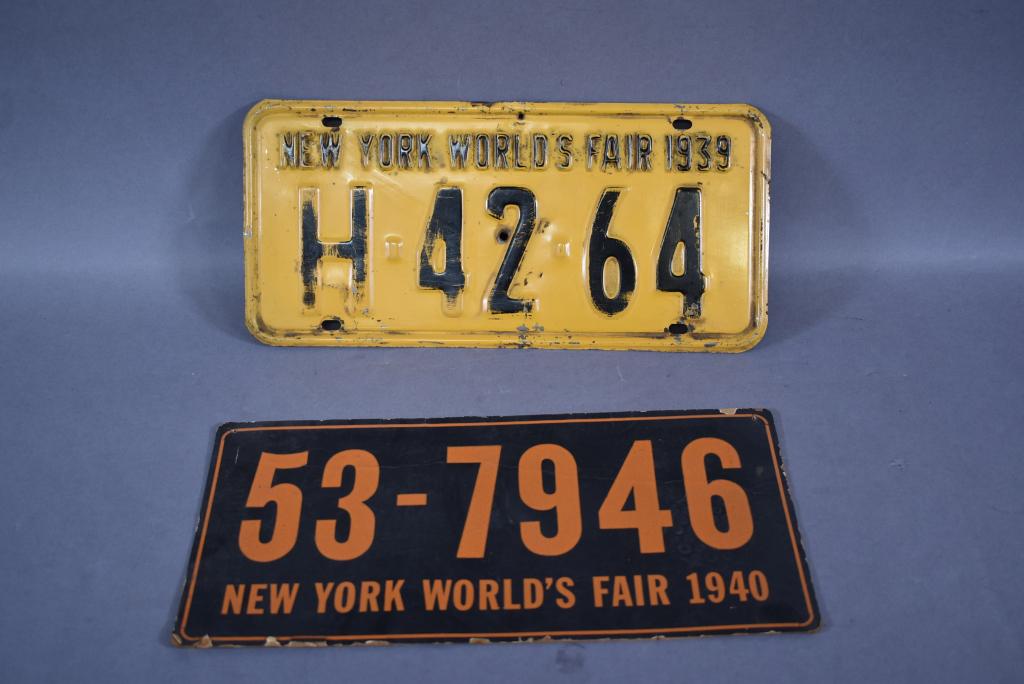 NEW YORK WORLD'S FAIR 1939
H 42 64
53-7946
NEW YORK WORLD'S FAIR 1940